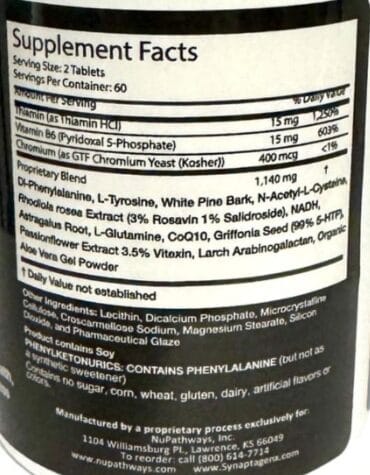 Supplement Facts
Serving Size: 2 Tablets
Servings Per Container: 60
Amount Per Serving % Daily Value
Thiamin (as Thiamin HCl) 15 mg 1,250%
Vitamin B6 (Pyridoxal 5-Phosphate) 15 mg 603%
Chromium (as GTF Chromium Yeast (Kosher)) 400 mcg <1%
Proprietary Blend 1,140 mg †
Dl-Phenylalanine, L-Tyrosine, White Pine Bark, N-Acetyl-L-Cysteine,
Rhodiola rosea Extract (3% Rosavin 1% Salidroside), NADH,
Astragalus Root, L-Glutamine, CoQ10, Griffonia Seed (99% 5-HTP),
Passionflower Extract 3.5% Vitexin, Larch Arabinogalactan, Organic
Aloe Vera Gel Powder
† Daily Value not established
Other Ingredients: Lecithin, Dicalcium Phosphate, Microcrystalline
Cellulose, Croscarmellose Sodium, Magnesium Stearate, Silicon
Dioxide, and Pharmaceutical Glaze
Product contains Soy
PHENYLKETONURICS: CONTAINS PHENYLALANINE (but not as
a synthetic sweetener)
Contains no sugar, corn, wheat, gluten, dairy, artificial flavors or
colors.
Manufactured by a proprietary process exclusively for:
NuPathways, Inc.
1104 Williamsburg Pl., Lawrence, KS 66049
To reorder: call (800) 614-7714
www.nupathways.com www.Synaptagenx.com